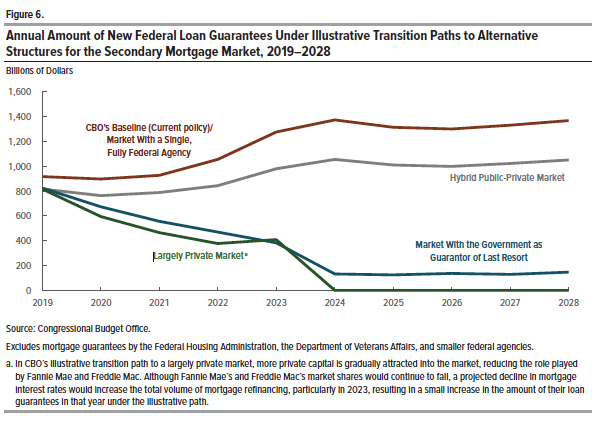 Figure 6.
Annual Amount of New Federal Loan Guarantees Under Illustrative Transition Paths to Alternative
Structures for the Secondary Mortgage Market, 2019–2028
Billions of Dollars
1,600
1,400
1,200
1,000
800
600
400
200
0
CBO's Baseline (Current policy)/
Market With a Single,
Fully Federal Agency
Hybrid Public-Private Market
Largely Private Marketᵃ
Market With the Government as
Guarantor of Last Resort
2019 2020 2021 2022 2023 2024 2025 2026 2027 2028
Source: Congressional Budget Office.
Excludes mortgage guarantees by the Federal Housing Administration, the Department of Veterans Affairs, and smaller federal agencies.
a. In CBO's illustrative transition path to a largely private market, more private capital is gradually attracted into the market, reducing the role played
by Fannie Mae and Freddie Mac. Although Fannie Mae's and Freddie Mac's market shares would continue to fall, a projected decline in mortgage
interest rates would increase the total volume of mortgage refinancing, particularly in 2023, resulting in a small increase in the amount of their loan
guarantees in that year under the illustrative path.